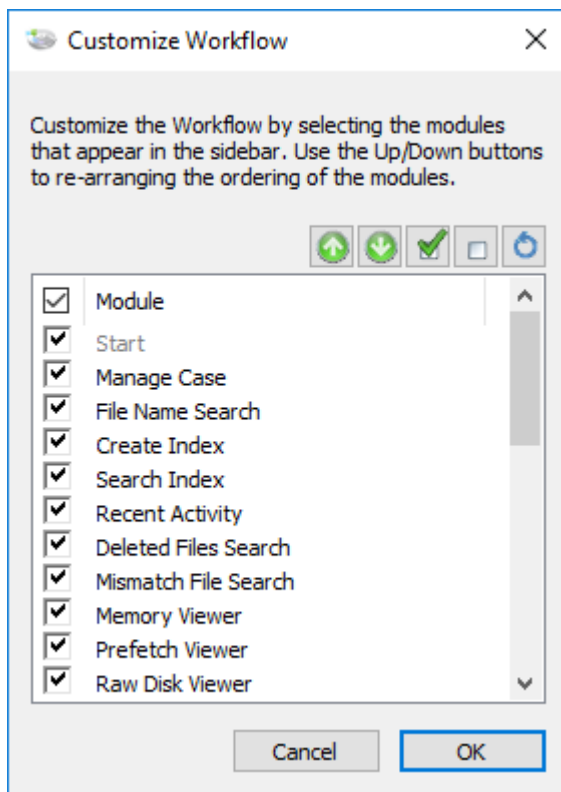 Customize Workflow
Customize the Workflow by selecting the modules
that appear in the sidebar. Use the Up/Down buttons
to re-arranging the ordering of the modules.
Module
Start
Manage Case
File Name Search
Create Index
Search Index
Recent Activity
Deleted Files Search
Mismatch File Search
Memory Viewer
Prefetch Viewer
Raw Disk Viewer
Cancel
OK